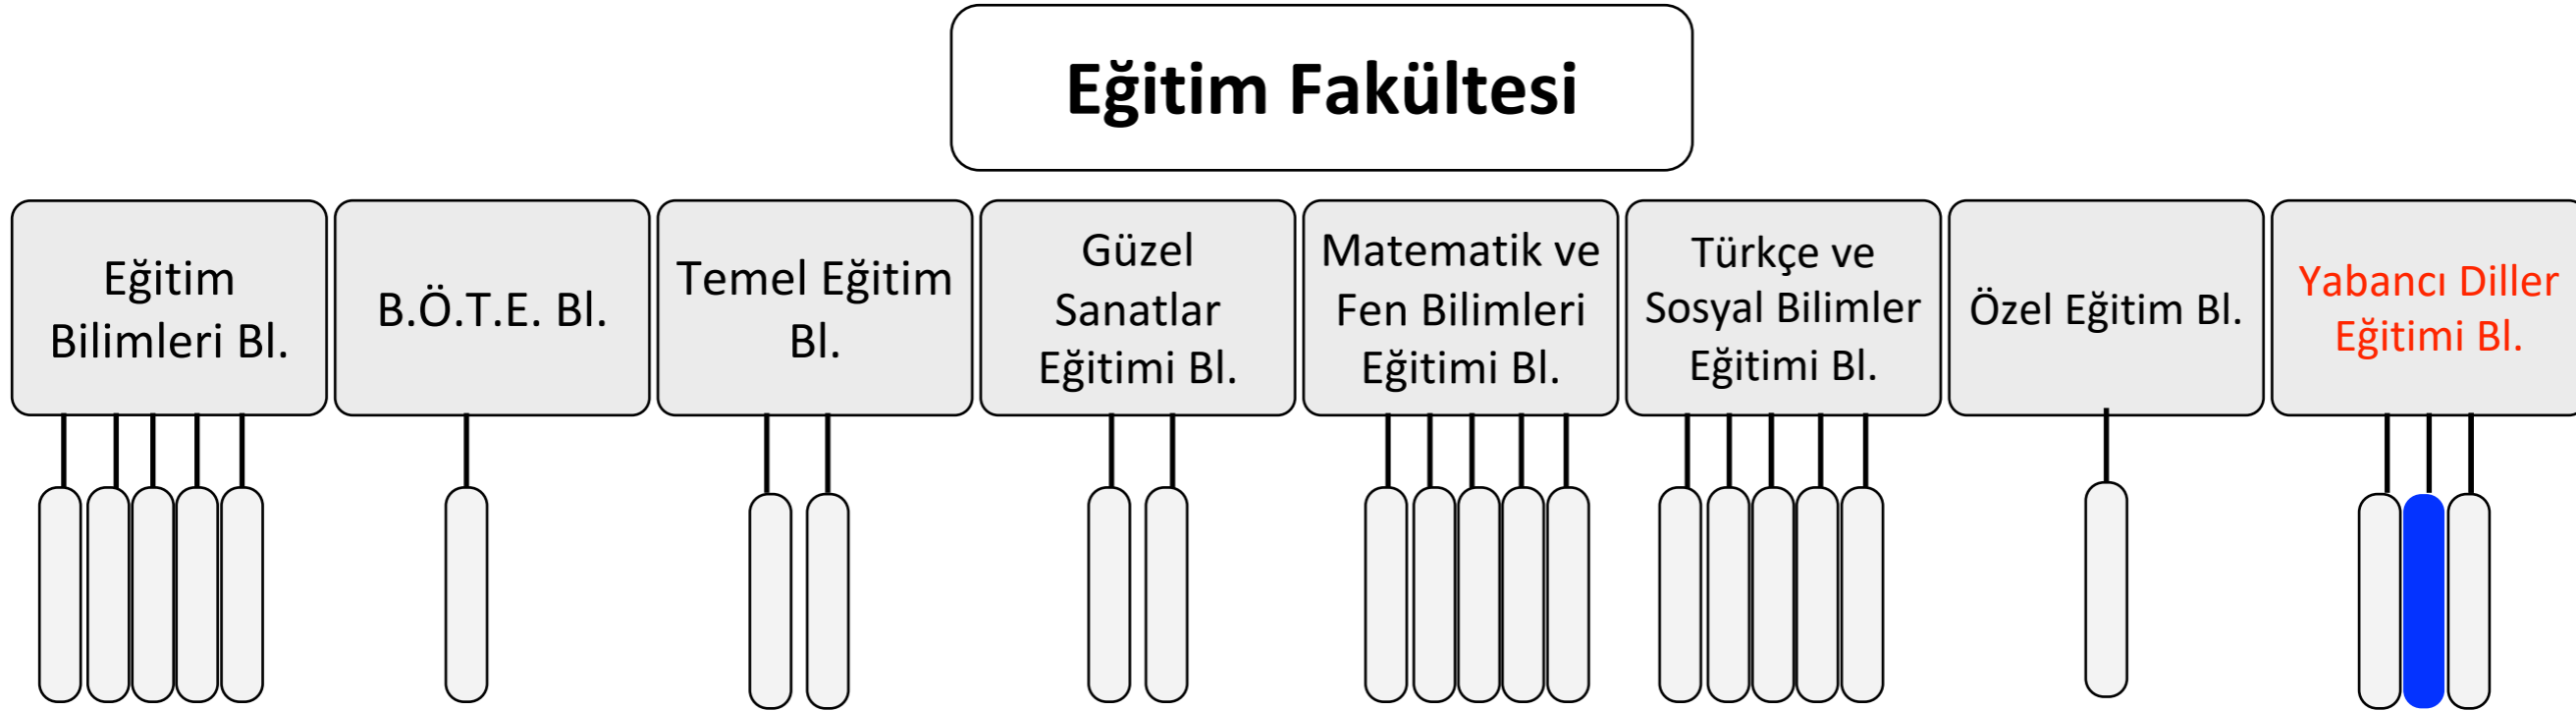 Eğitim Fakültesi
Eğitim
Bilimleri Bl.
B.Ö.T.E. Bl.
Temel Eğitim
Bl.
Güzel
Sanatlar
Eğitimi Bl.
Matematik ve
Fen Bilimleri
Eğitimi Bl.
Türkçe ve
Sosyal Bilimler
Eğitimi Bl.
Özel Eğitim Bl.
Yabancı Diller
Eğitimi Bl.